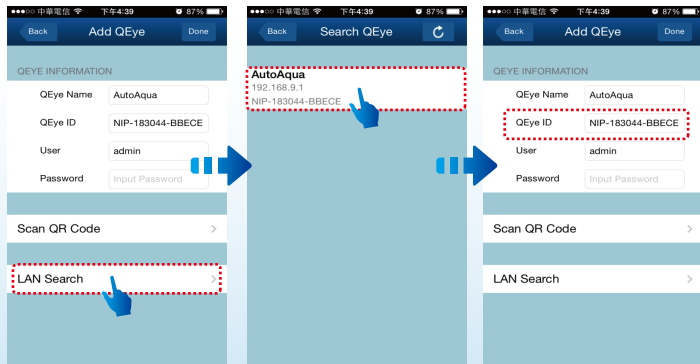 中華電信 下午4:39 87%
Back Add QEye Done
QEYE INFORMATION
QEye Name AutoAqua
QEye ID NIP-183044-BBECE
User admin
Password Input Password
Scan QR Code
LAN Search
中華電信 下午4:39 87%
Back Search QEye
AutoAqua
192.168.9.1
NIP-183044-BBECE
中華電信 下午4:39 87%
Back Add QEye Done
QEYE INFORMATION
QEye Name AutoAqua
QEye ID NIP-183044-BBECE
User admin
Password Input Password
Scan QR Code
LAN Search